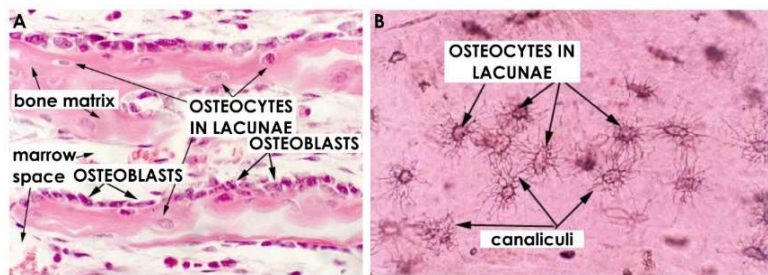 A
bone matrix
OSTEOCYTES
IN LACUNAE
marrow
space
OSTEOBLASTS
OSTEOBLASTS
B
OSTEOCYTES IN
LACUNAE
canaliculi